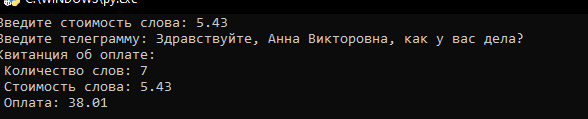 C:\WINDOWS\py.exe
Введите стоимость слова: 5.43
Введите телеграмму: Здравствуйте, Анна Викторовна, как у вас дела?
Квитанция об оплате:
Количество слов: 7
Стоимость слов: 5.43
Оплата: 38.01